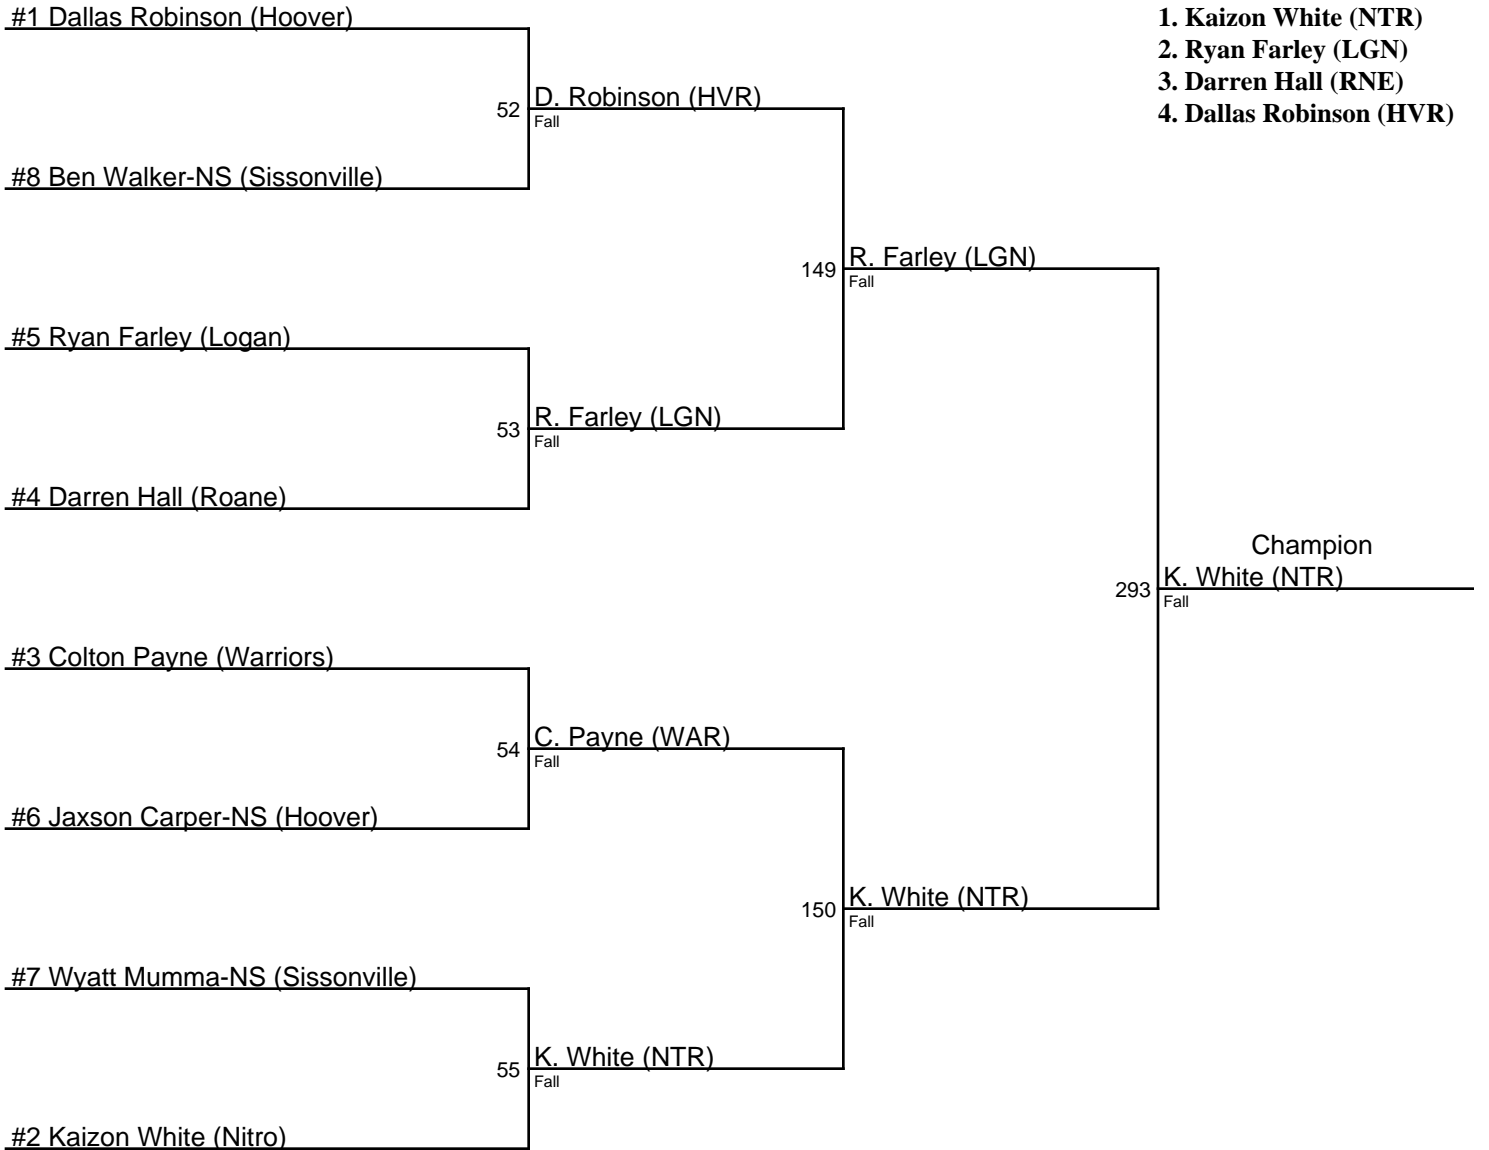 #1 Dallas Robinson (Hoover)
1. Kaizon White (NTR)
2. Ryan Farley (LGN)
3. Darren Hall (RNE)
4. Dallas Robinson (HVR)
52
D. Robinson (HVR)
Fall
#8 Ben Walker-NS (Sissonville)
149
R. Farley (LGN)
Fall
#5 Ryan Farley (Logan)
53
R. Farley (LGN)
Fall
#4 Darren Hall (Roane)
Champion
293
K. White (NTR)
Fall
#3 Colton Payne (Warriors)
54
C. Payne (WAR)
Fall
#6 Jaxson Carper-NS (Hoover)
150
K. White (NTR)
Fall
#7 Wyatt Mumma-NS (Sissonville)
55
K. White (NTR)
Fall
#2 Kaizon White (Nitro)